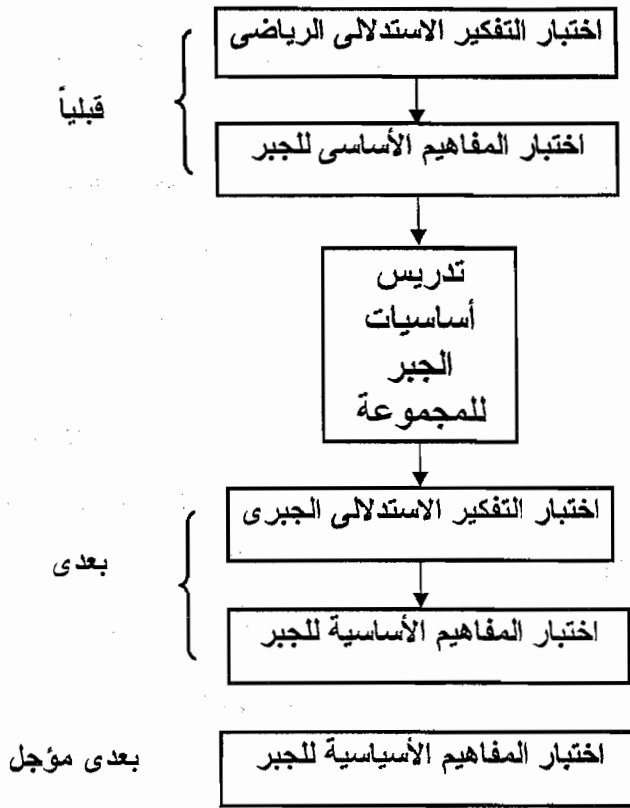 اختبار التفكير الاستدلالى الرياضى
قبلياً
اختبار المفاهيم الأساسى للجبر
تدريس
أساسيات
الجبر
للمجموعة
اختبار التفكير الاستدلالى الجبرى
بعدى
اختبار المفاهيم الأساسية للجبر
بعدى مؤجل
اختبار المفاهيم الأسياسية للجبر